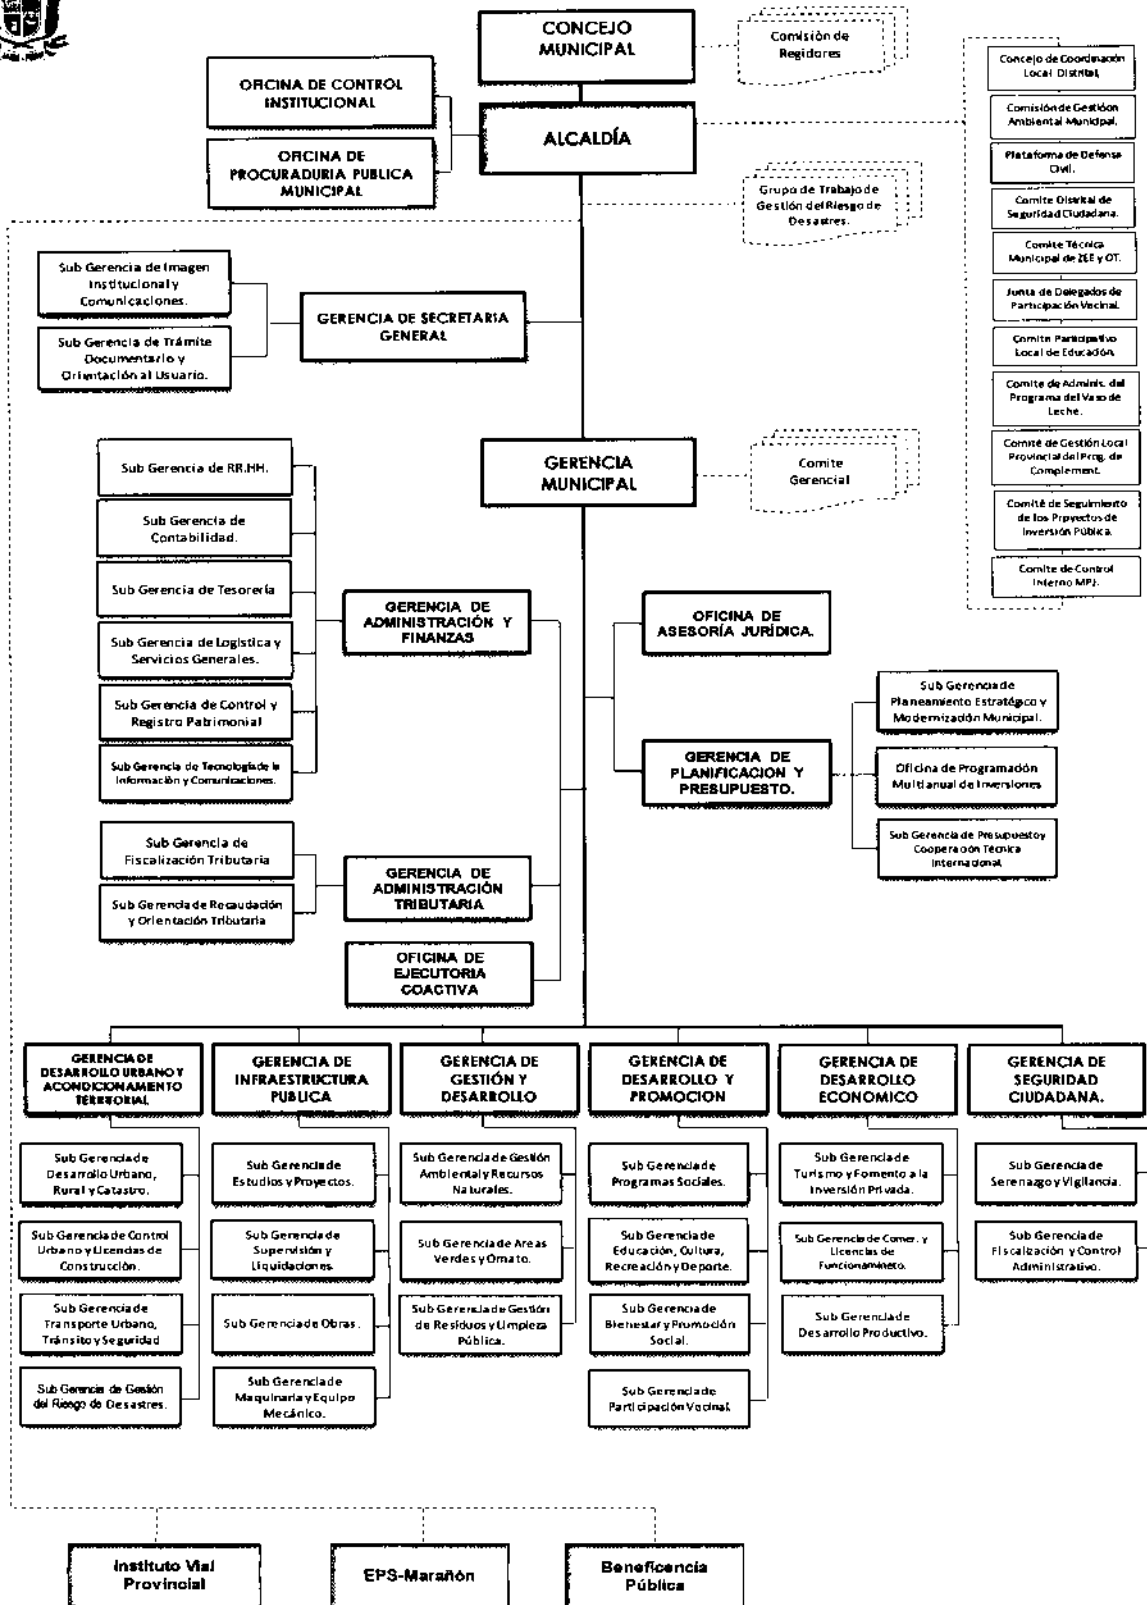 CONCEJO
MUNICIPAL
Comisión de
Regidores
OFICINA DE CONTROL
INSTITUCIONAL
ALCALDÍA
OFICINA DE
PROCURADURIA PUBLICA
MUNICIPAL
Grupo de Trabajo de
Gestión del Riesgo de
Desastres.
Concejo de Coordinación
Local Distrital,
Comisión de Gestión
Ambiental Municipal.
Plataforma de Defensa
Civil.
Comite Distrital de
Seguridad Ciudadana.
Comite Técnica
Municipal de ZEE y OT.
Junta de Delegados de
Participación Vecinal.
Comite Participativo
Local de Educación.
Comite de Adminis. del
Programa del Vaso de
Leche.
Comité de Gestión Local
Provincial del Prog. de
Complement.
Comité de Seguimiento
de los Proyectos de
Inversión Pública.
Comite de Control
Interno MPJ.
Sub Gerencia de Imagen
Institucional y
Comunicaciones.
GERENCIA DE SECRETARIA
GENERAL
Sub Gerencia de Trámite
Documentario y
Orientación al Usuario.
GERENCIA
MUNICIPAL
Comite
Gerencial
Sub Gerencia de RR.HH.
Sub Gerencia de
Contabilidad.
Sub Gerencia de Tesorería
Sub Gerencia de Logística y
Servicios Generales.
Sub Gerencia de Control y
Registro Patrimonial
Sub Gerencia de Tecnología de la
Información y Comunicaciones.
GERENCIA DE
ADMINISTRACIÓN Y
FINANZAS
OFICINA DE
ASESORÍA JURÍDICA.
GERENCIA DE
PLANIFICACION Y
PRESUPUESTO.
Sub Gerencia de
Planeamiento Estratégico y
Modernización Municipal.
Oficina de Programación
Multianual de Inversiones
Sub Gerencia de Presupuesto y
Cooperación Técnica
Internacional.
Sub Gerencia de
Fiscalización Tributaria
Sub Gerencia de Recaudación
y Orientación Tributaria
GERENCIA DE
ADMINISTRACIÓN
TRIBUTARIA
OFICINA DE
EJECUTORIA
COACTIVA
GERENCIA DE
DESARROLLO URBANO Y
ACONDICIONAMIENTO
TERRITORIAL
Sub Gerencia de
Desarrollo Urbano,
Rural y Catastro.
Sub Gerencia de Control
Urbano y Licencias de
Construcción.
Sub Gerencia de
Transporte Urbano,
Tránsito y Seguridad
Sub Gerencia de Gestión
del Riesgo de Desastres.
GERENCIA DE
INFRAESTRUCTURA
PUBLICA
Sub Gerencia de
Estudios y Proyectos.
Sub Gerencia de
Supervisión y
Liquidaciones
Sub Gerencia de Obras.
Sub Gerencia de
Maquinaria y Equipo
Mecánico.
GERENCIA DE
GESTIÓN Y
DESARROLLO
Sub Gerencia de Gestión
Ambiental y Recursos
Naturales.
Sub Gerencia de Areas
Verdes y Ornato.
Sub Gerencia de Gestión
de Residuos y Limpieza
Pública.
GERENCIA DE
DESARROLLO Y
PROMOCION
Sub Gerencia de
Programas Sociales.
Sub Gerencia de
Educación, Cultura,
Recreación y Deporte.
Sub Gerencia de
Bienestar y Promoción
Social.
Sub Gerencia de
Participación Vecinal.
GERENCIA DE
DESARROLLO
ECONOMICO
Sub Gerencia de
Turismo y Fomento a la
Inversión Privada.
Sub Gerencia de Comer. y
Licencias de
Funcionamineto.
Sub Gerencia de
Desarrollo Productivo.
GERENCIA DE
SEGURIDAD
CIUDADANA.
Sub Gerencia de
Serenazgo y Vigilancia.
Sub Gerencia de
Fiscalización y Control
Administrativo.
Instituto Vial
Provincial
EPS-Marañón
Beneficencia
Pública